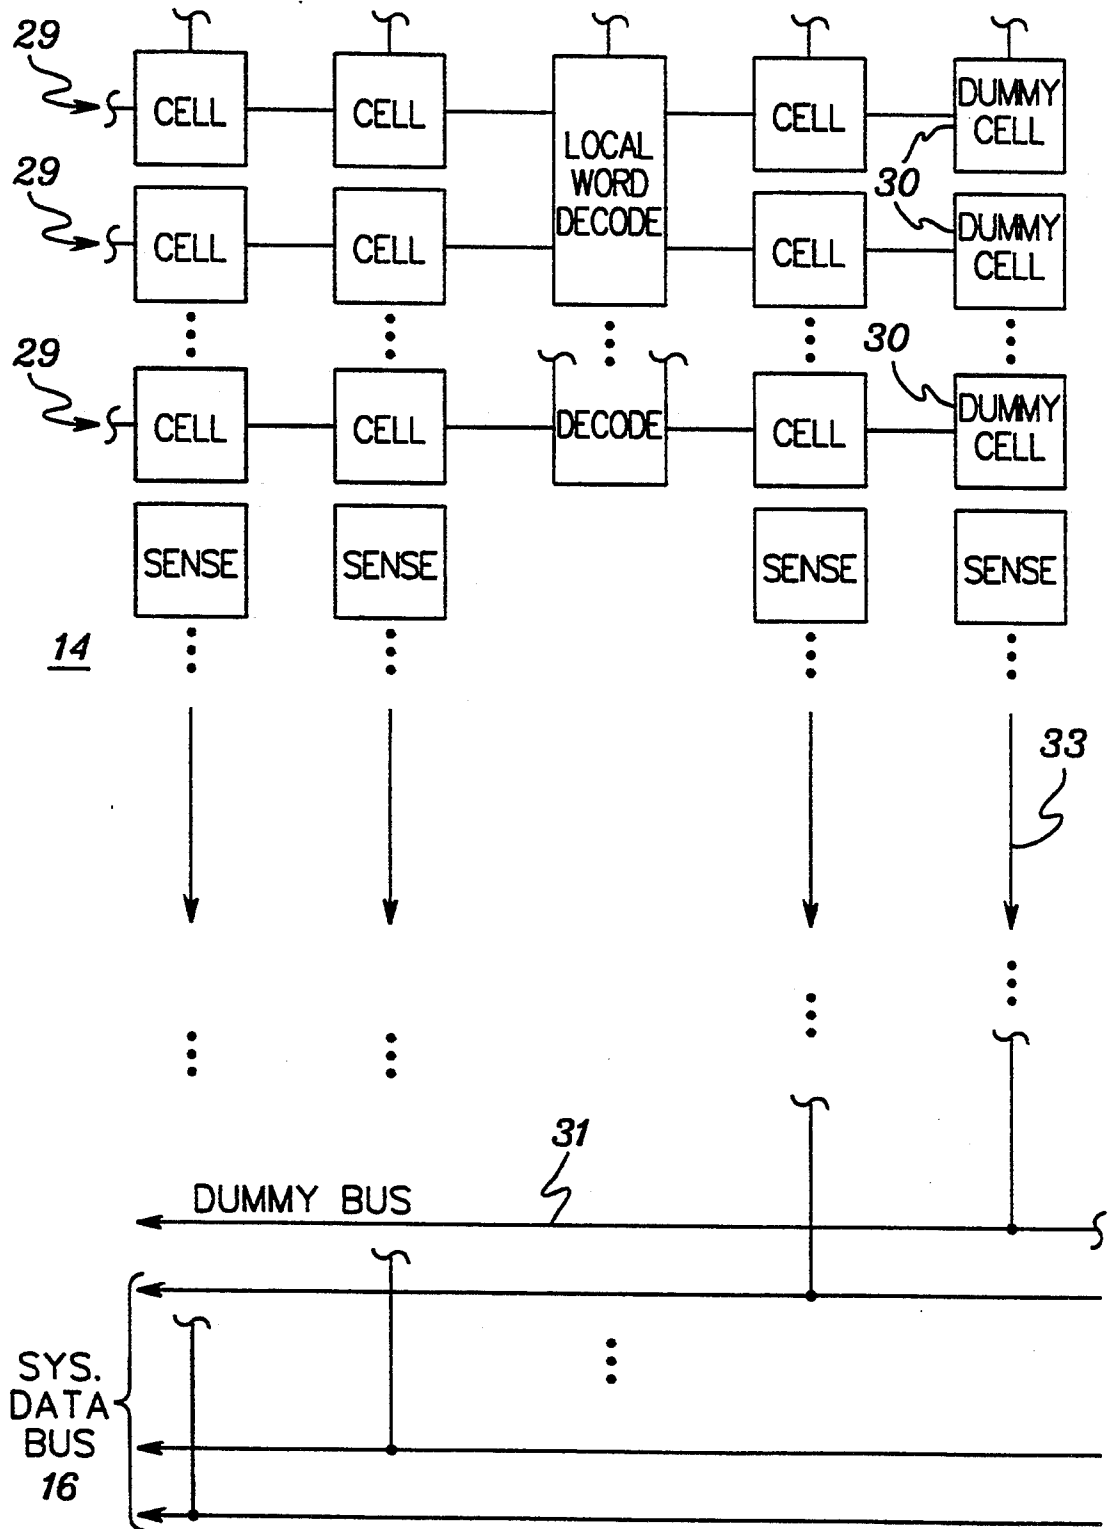 29
CELL
CELL
LOCAL
WORD
DECODE
CELL
DUMMY
CELL
30
29
CELL
CELL
CELL
DUMMY
CELL
29
CELL
CELL
DECODE
CELL
30
DUMMY
CELL
SENSE
SENSE
SENSE
SENSE
14
33
31
DUMMY BUS
SYS.
DATA
BUS
16